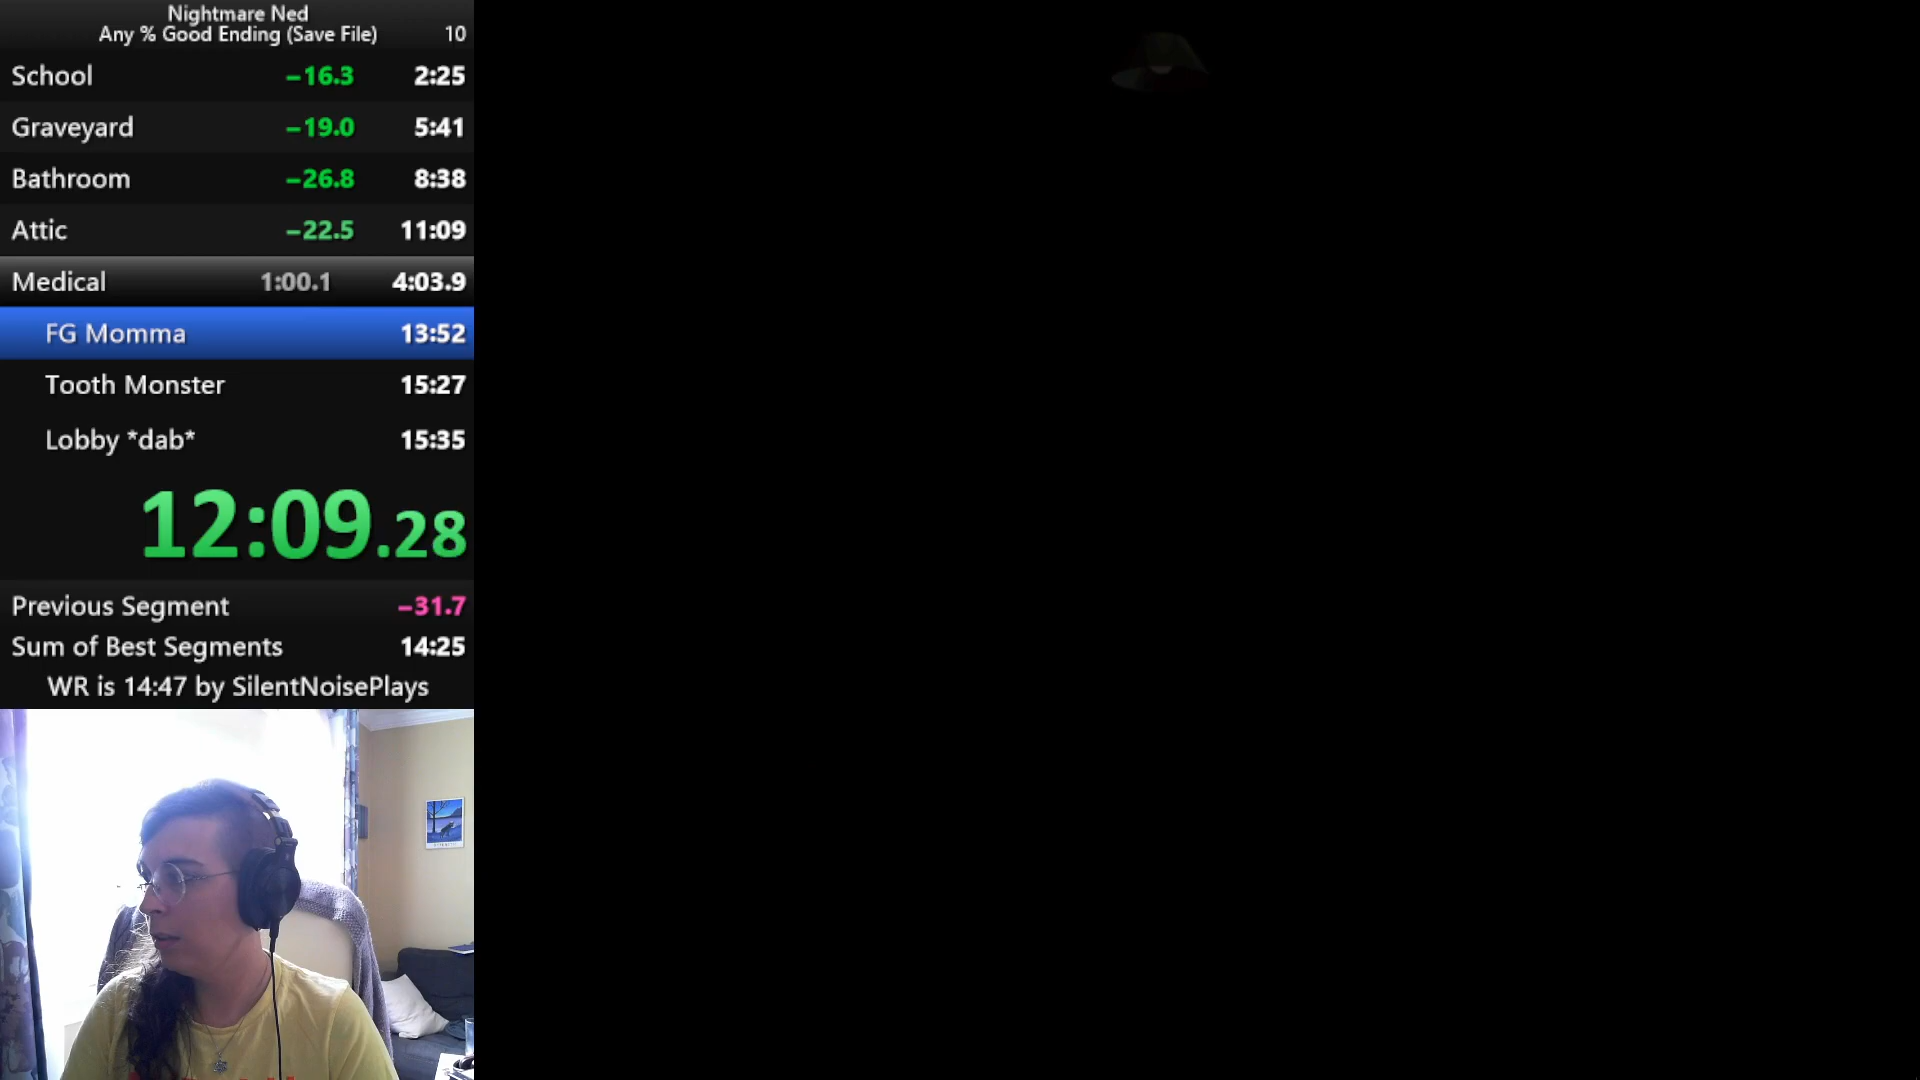 Nightmare Ned
Any % Good Ending (Save File) 10
School −16.3 2:25
Graveyard −19.0 5:41
Bathroom −26.8 8:38
Attic −22.5 11:09
Medical 1:00.1 4:03.9
FG Momma 13:52
Tooth Monster 15:27
Lobby *dab* 15:35
12:09.28
Previous Segment −31.7
Sum of Best Segments 14:25
WR is 14:47 by SilentNoisePlays